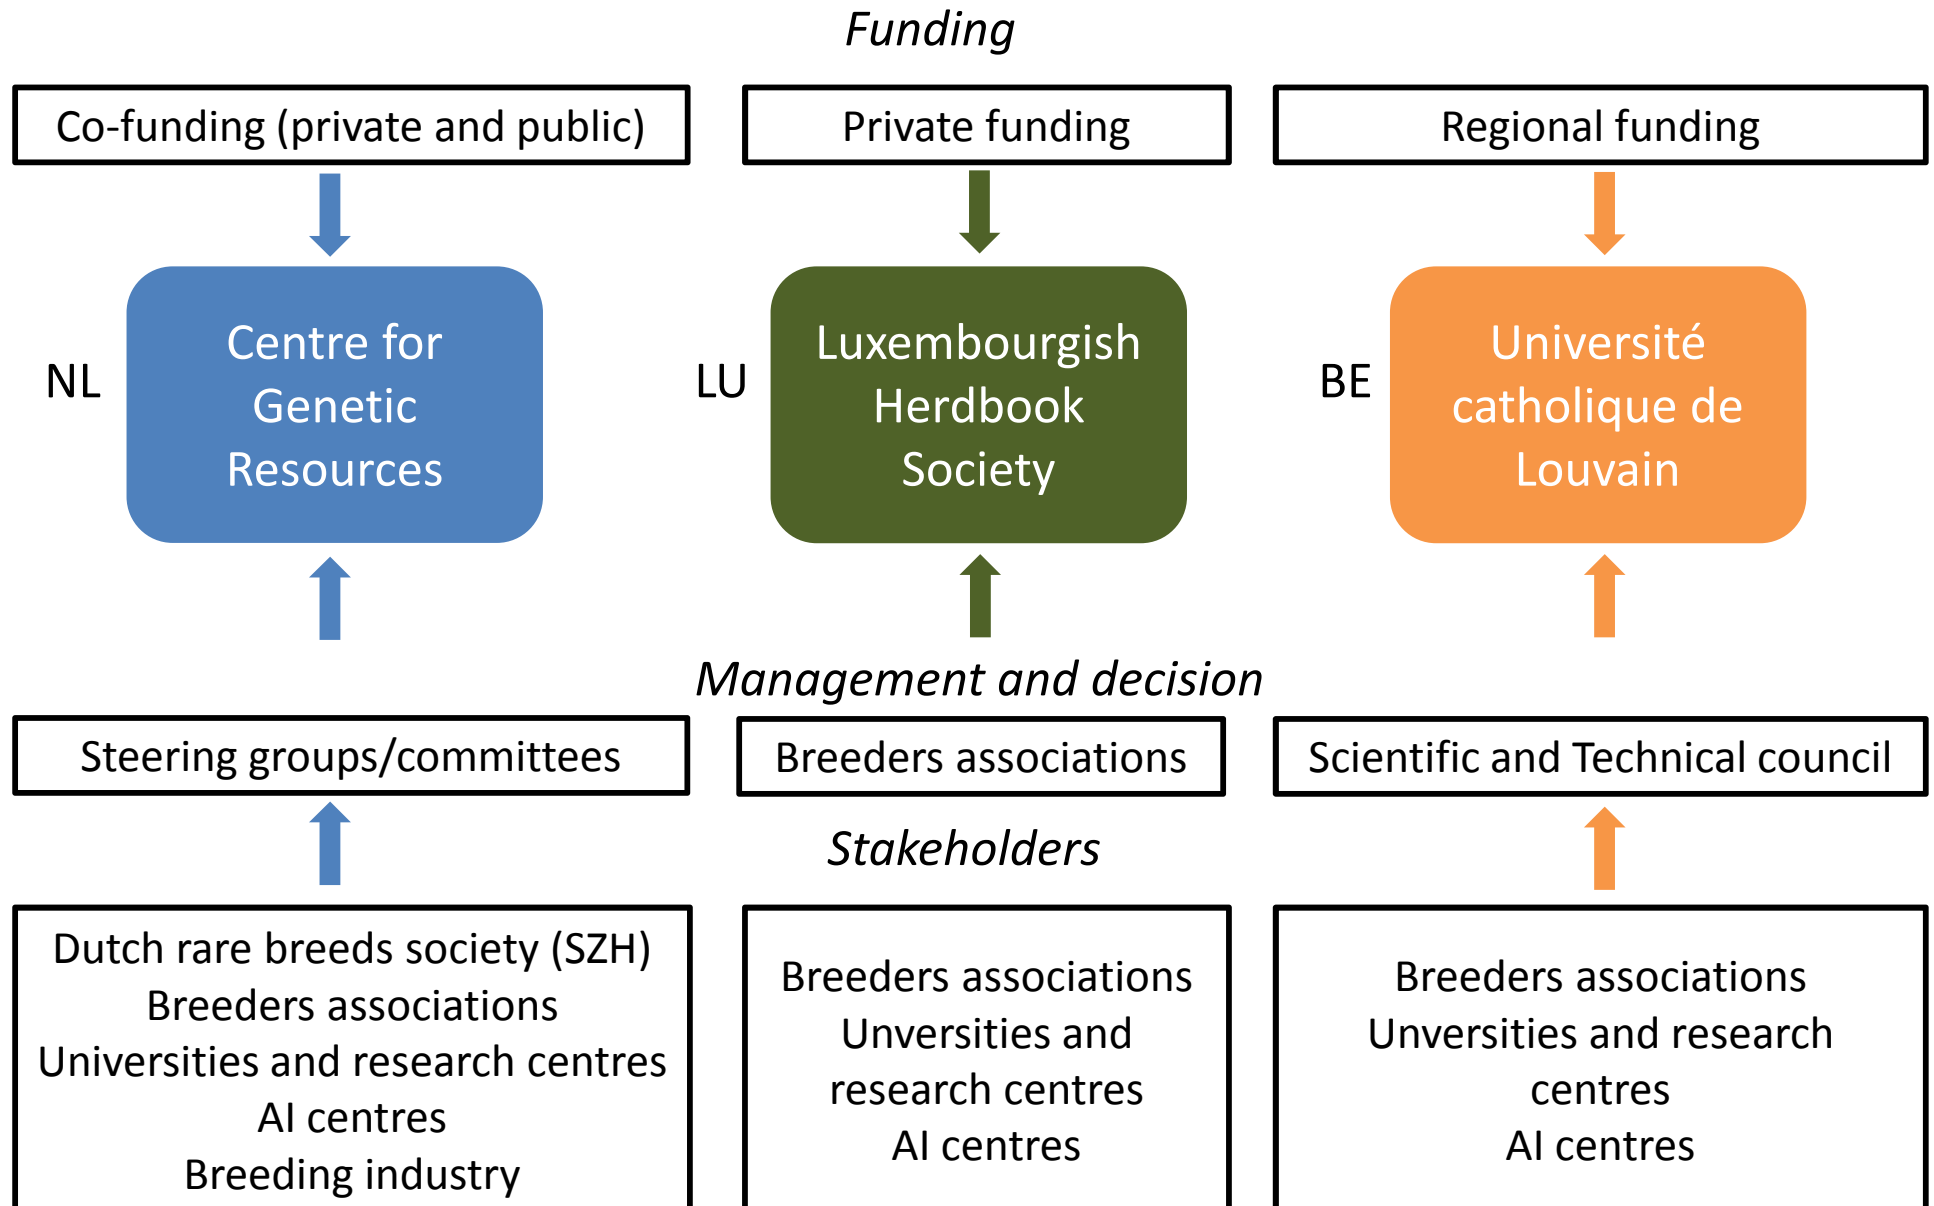 Funding
Co-funding (private and public)
Private funding
Regional funding
NL
Centre for
Genetic
Resources
LU
Luxembourgish
Herdbook
Society
BE
Université
catholique de
Louvain
Management and decision
Steering groups/committees
Breeders associations
Scientific and Technical council
Stakeholders
Dutch rare breeds society (SZH)
Breeders associations
Universities and research centres
AI centres
Breeding industry
Breeders associations
Unversities and
research centres
AI centres
Breeders associations
Unversities and research
centres
AI centres